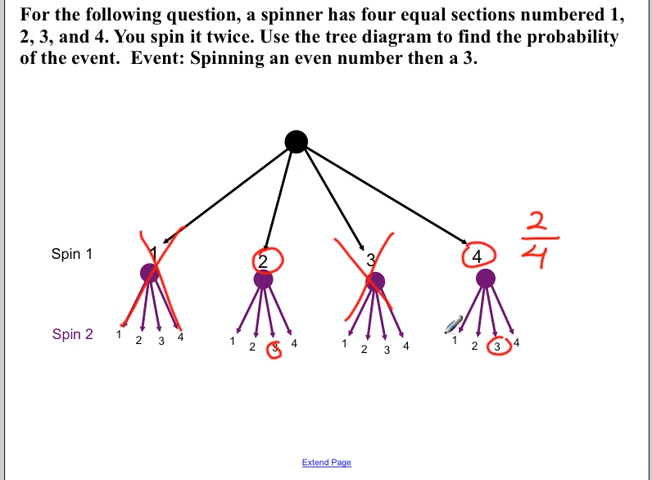 For the following question, a spinner has four equal sections numbered 1,
2, 3, and 4. You spin it twice. Use the tree diagram to find the probability
of the event.  Event: Spinning an even number then a 3.
2
4
Spin 1
1
2
3
4
Spin 2
1 2 3 4
1 2 3 4
1 2 3 4
1 2 3 4
Extend Page